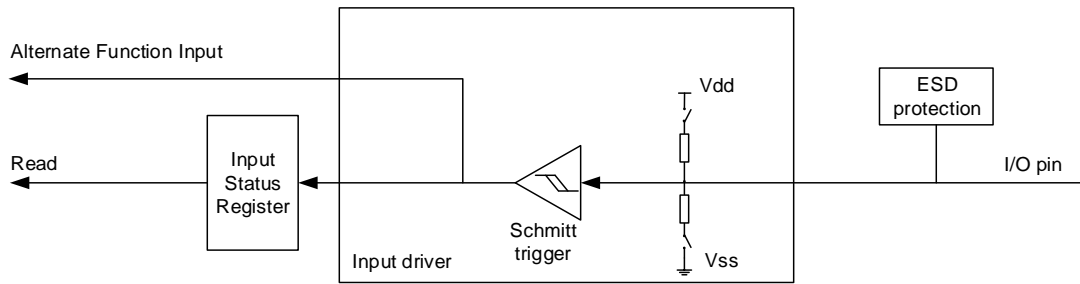 Alternate Function Input
Vdd
ESD
protection
Read
Input
Status
Register
I/O pin
Schmitt
trigger
Vss
Input driver